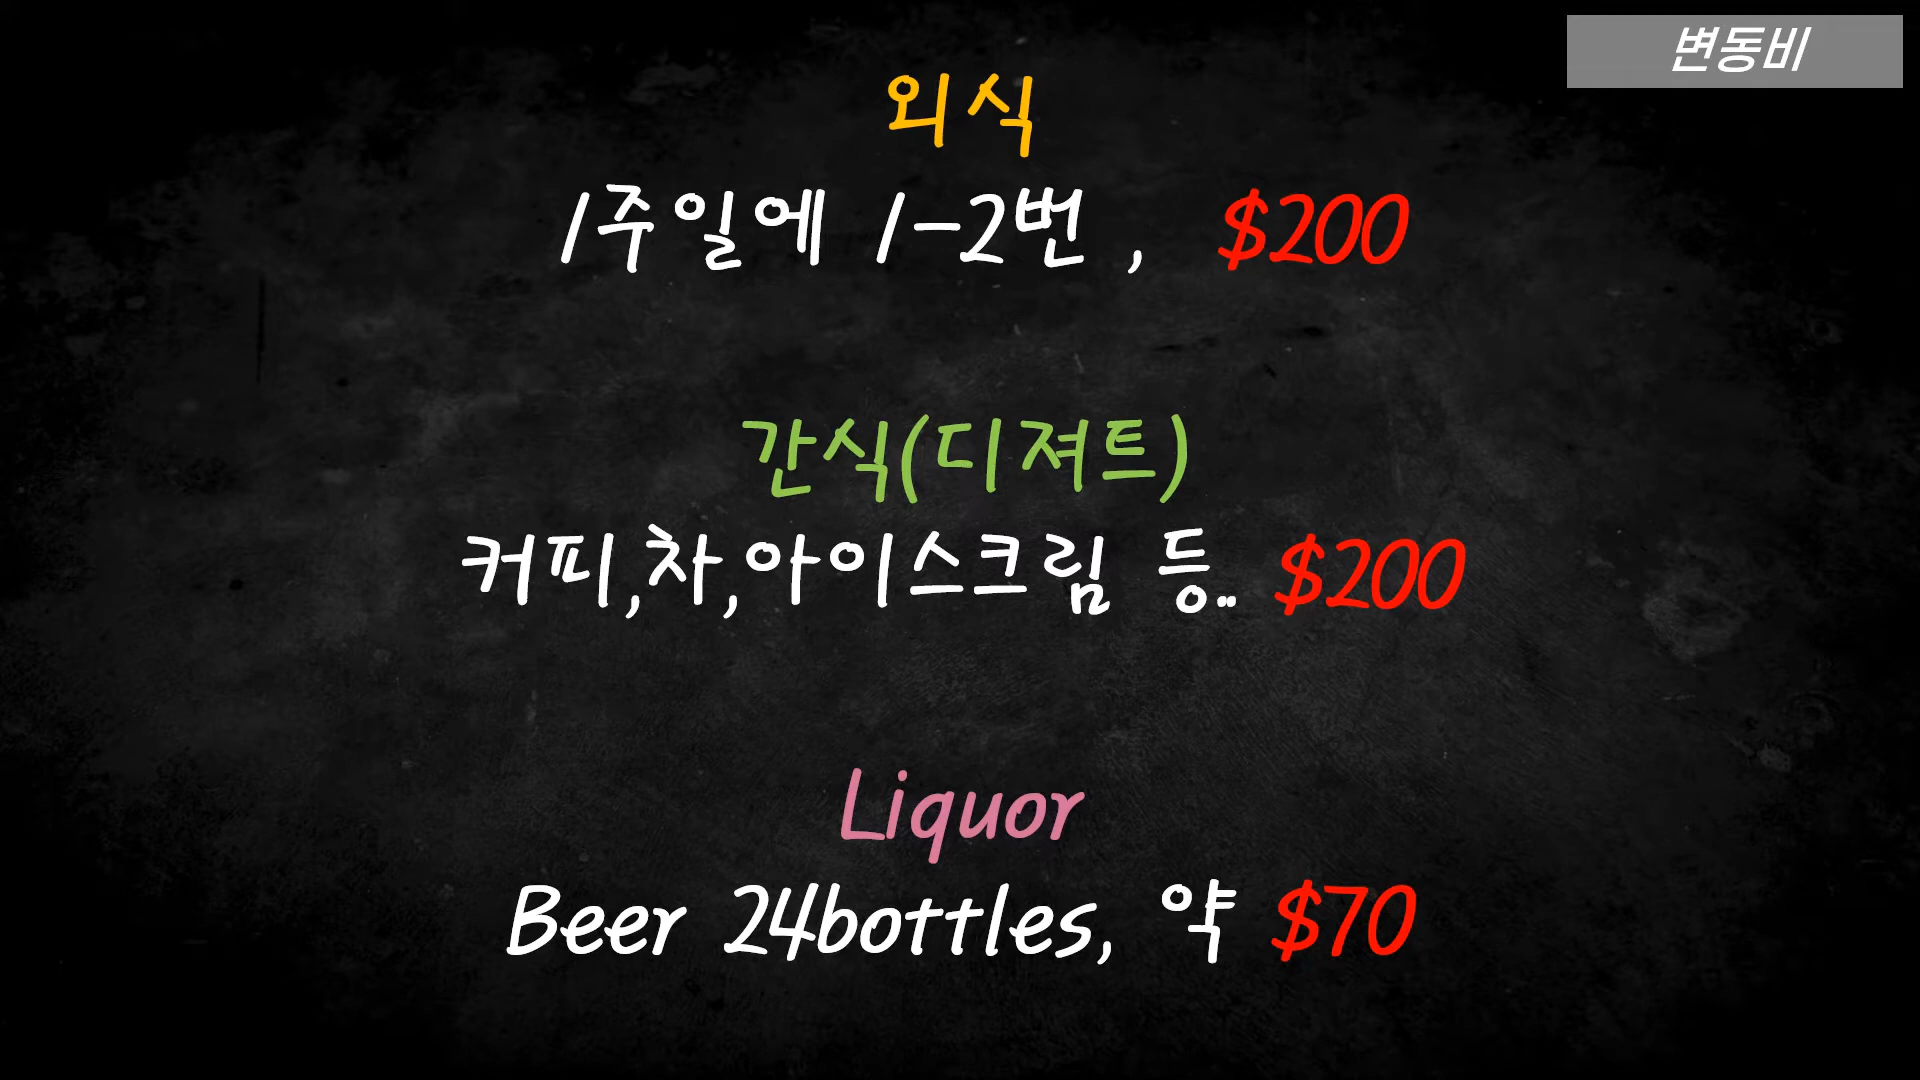 변동비
외식
1주일에 1-2번 , $200
간식(디져트)
커피,차,아이스크림 등.. $200
Liquor
Beer 24bottles, 약 $70